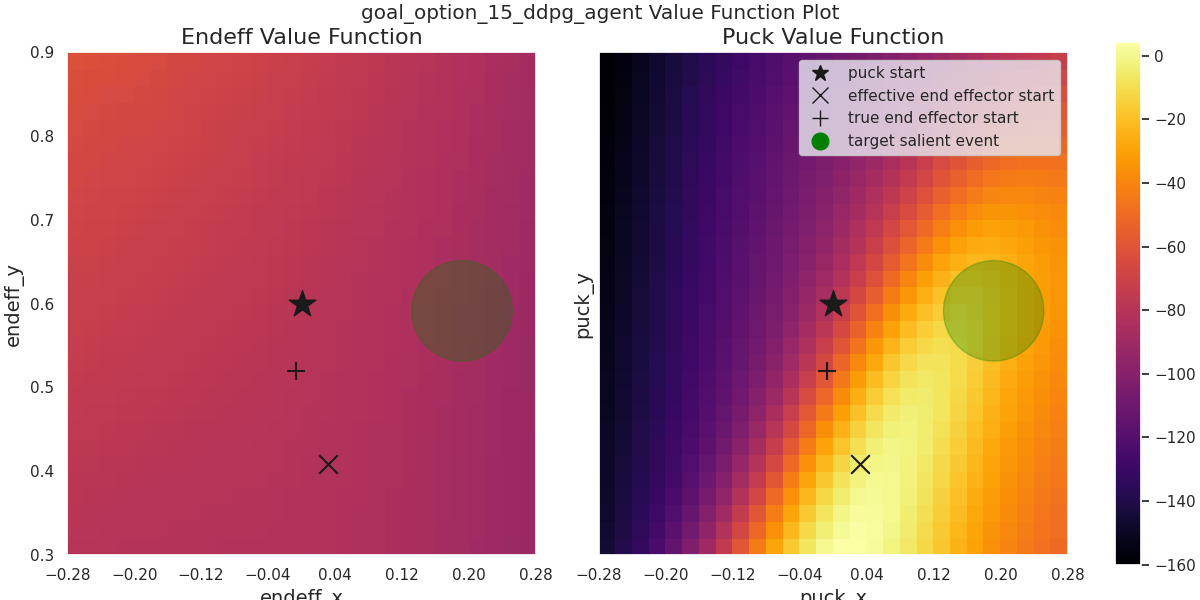 goal_option_15_ddpg_agent Value Function Plot
Endeff Value Function
Puck Value Function
0.9
0.8
0.7
0.6
0.5
0.4
0.3
endeff_y
−0.28 −0.20 −0.12 −0.04 0.04 0.12 0.20 0.28
endeff_x
puck_y
puck start
effective end effector start
true end effector start
target salient event
−0.28 −0.20 −0.12 −0.04 0.04 0.12 0.20 0.28
puck_x
0
−20
−40
−60
−80
−100
−120
−140
−160